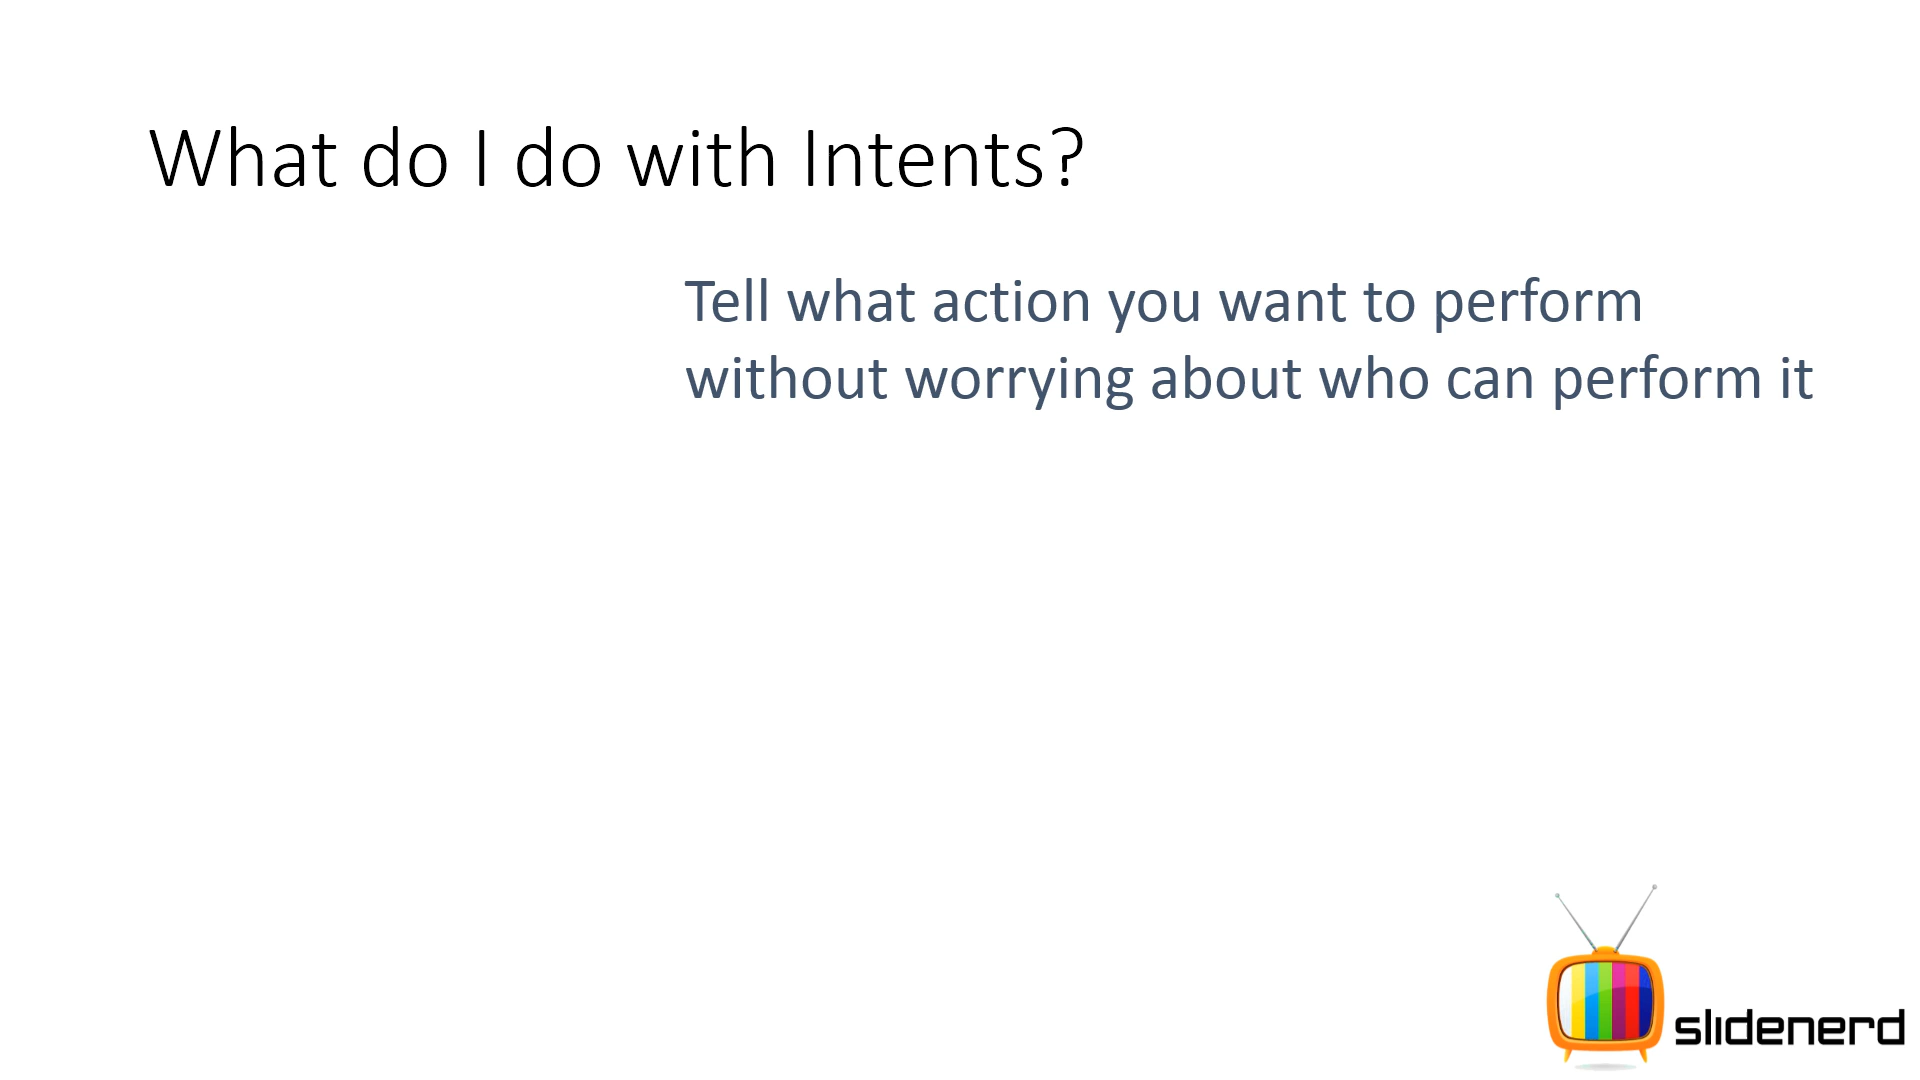 What do I do with Intents?
Tell what action you want to perform
without worrying about who can perform it
slidenerd